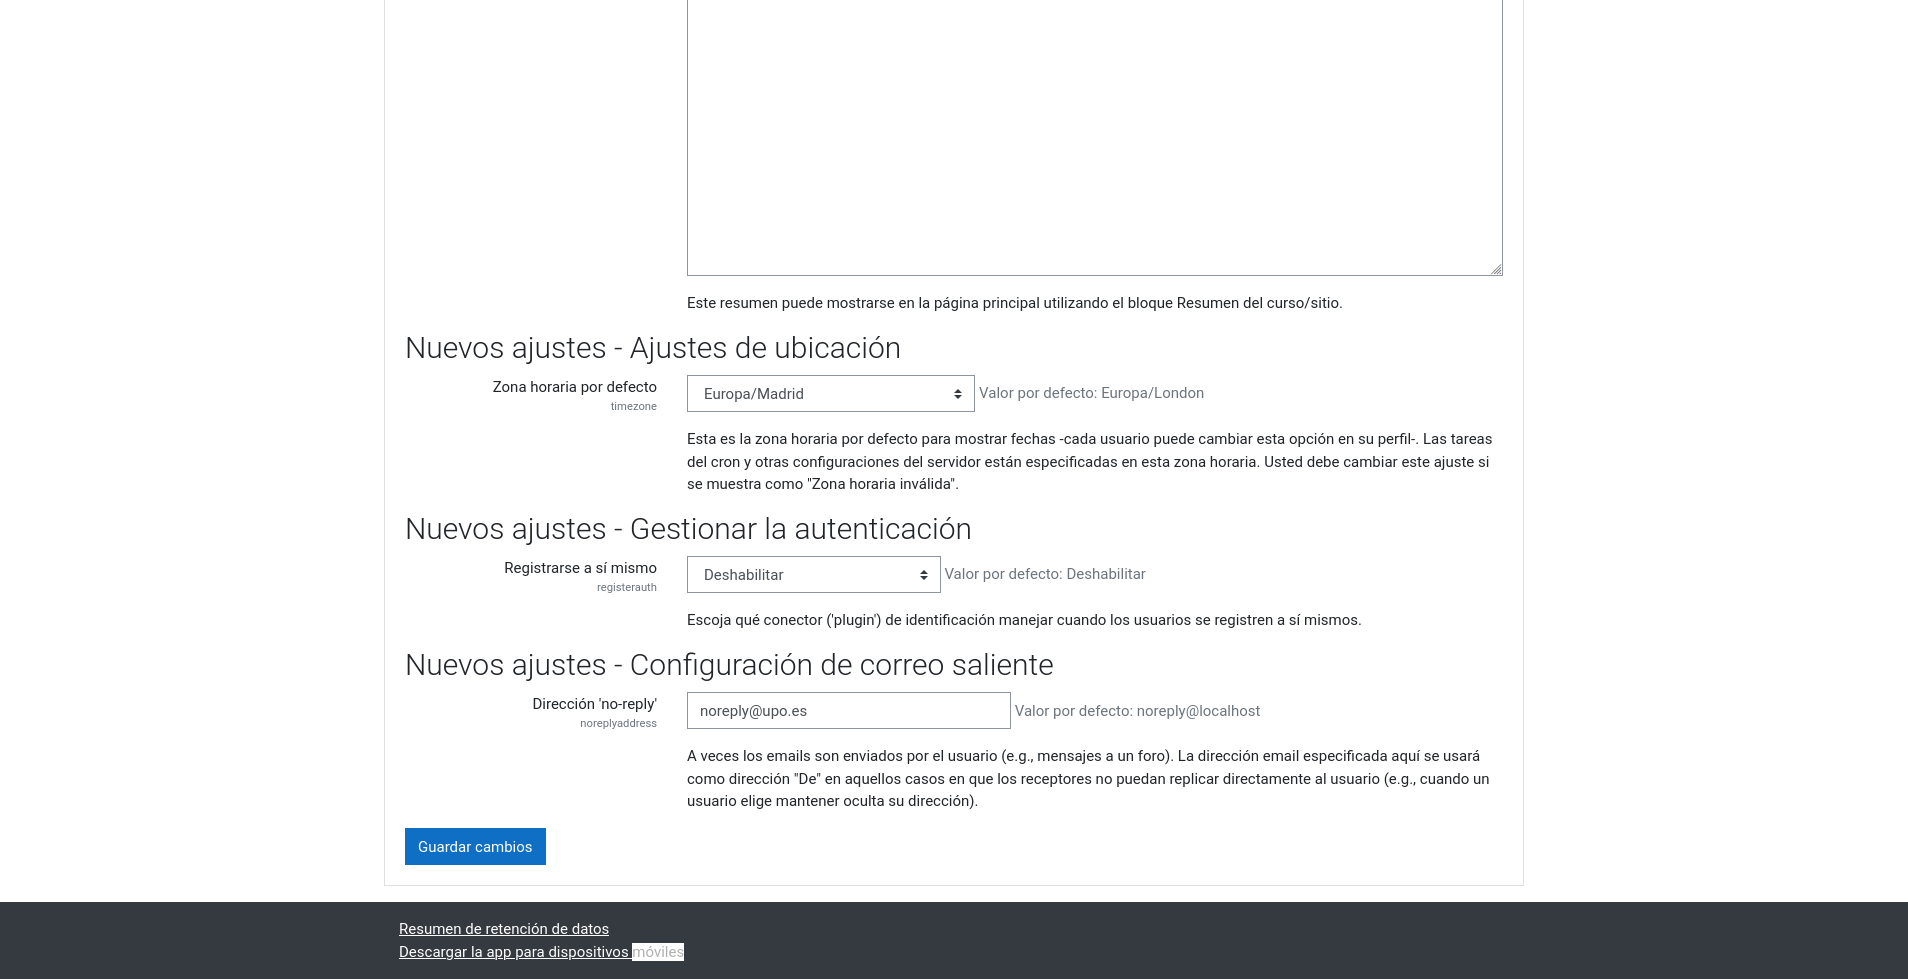 Este resumen puede mostrarse en la página principal utilizando el bloque Resumen del curso/sitio.
Nuevos ajustes - Ajustes de ubicación
Zona horaria por defecto
timezone
Europa/Madrid
Valor por defecto: Europa/London
Esta es la zona horaria por defecto para mostrar fechas -cada usuario puede cambiar esta opción en su perfil-. Las tareas
del cron y otras configuraciones del servidor están especificadas en esta zona horaria. Usted debe cambiar este ajuste si
se muestra como "Zona horaria inválida".
Nuevos ajustes - Gestionar la autenticación
Registrarse a sí mismo
registerauth
Deshabilitar
Valor por defecto: Deshabilitar
Escoja qué conector ('plugin') de identificación manejar cuando los usuarios se registren a sí mismos.
Nuevos ajustes - Configuración de correo saliente
Dirección 'no-reply'
noreplyaddress
noreply@upo.es
Valor por defecto: noreply@localhost
A veces los emails son enviados por el usuario (e.g., mensajes a un foro). La dirección email especificada aquí se usará
como dirección "De" en aquellos casos en que los receptores no puedan replicar directamente al usuario (e.g., cuando un
usuario elige mantener oculta su dirección).
Guardar cambios
Resumen de retención de datos
Descargar la app para dispositivos móviles